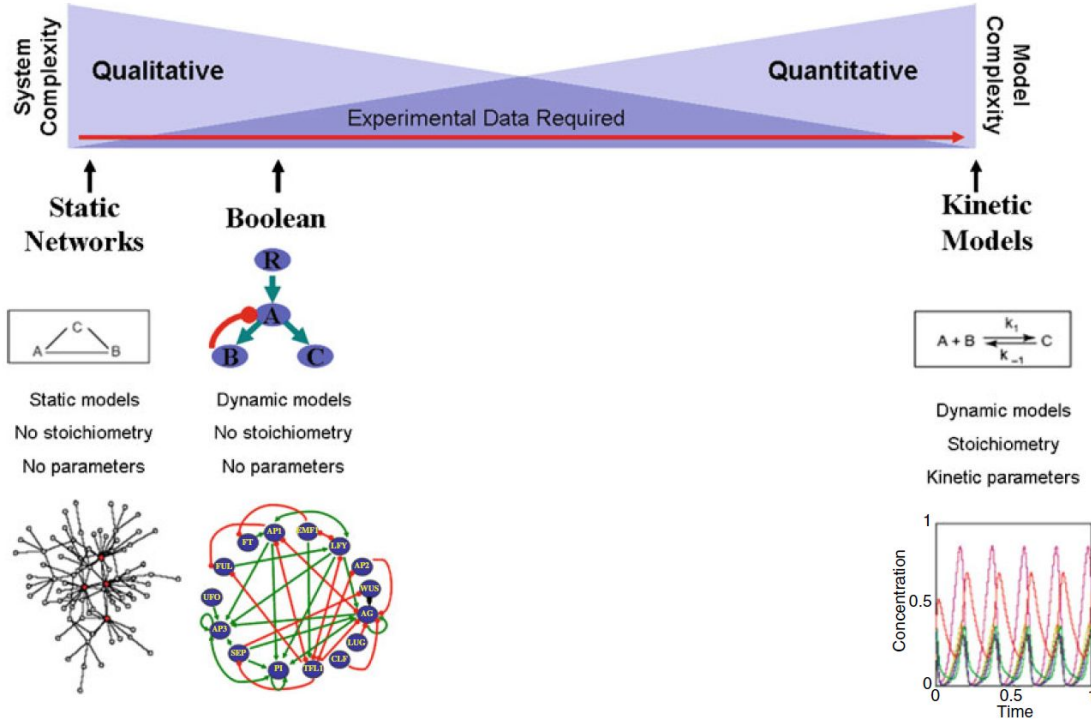 System
Complexity
Qualitative
Quantitative
Model
Complexity
Experimental Data Required
Static
Networks
Boolean
Kinetic
Models
R
A
B
C
C
A
B
A + B
k1
k−1
C
Static models
No stoichiometry
No parameters
Dynamic models
No stoichiometry
No parameters
Dynamic models
Stoichiometry
Kinetic parameters
AP1
EMF1
FT
LFY
FUL
AP2
WUS
UFO
AG
AP3
LUG
SEP
CLF
PI
TFL1
Concentration
1
0.5
0
0
0.5
1
Time